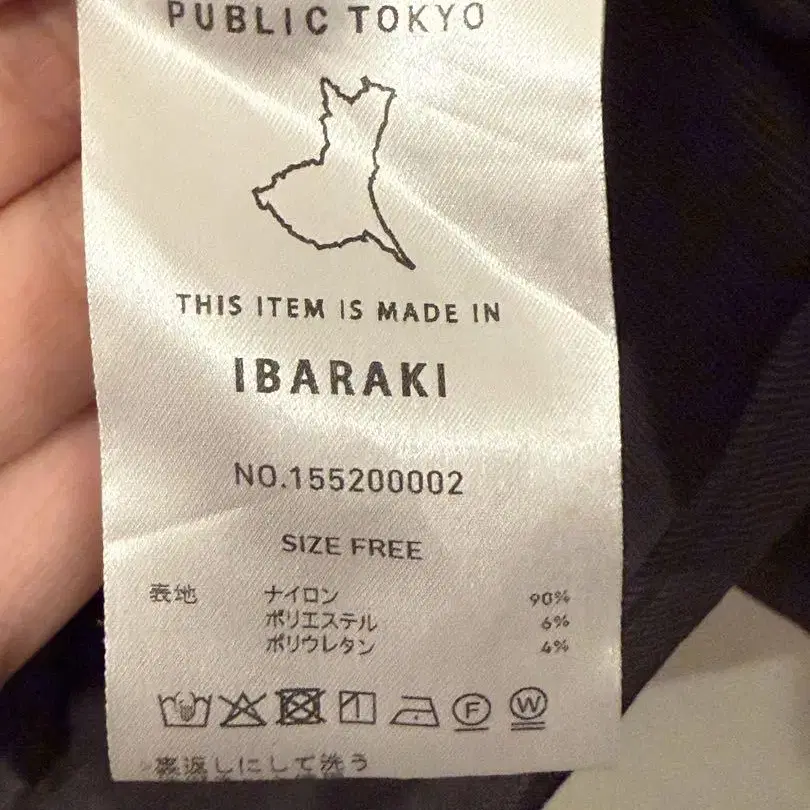 PUBLIC TOKYO
THIS ITEM IS MADE IN
IBARAKI
NO.155200002
SIZE FREE
表地 ナイロン 90%
ポリエステル 6%
ポリウレタン 4%
F W
裏返しにして洗う